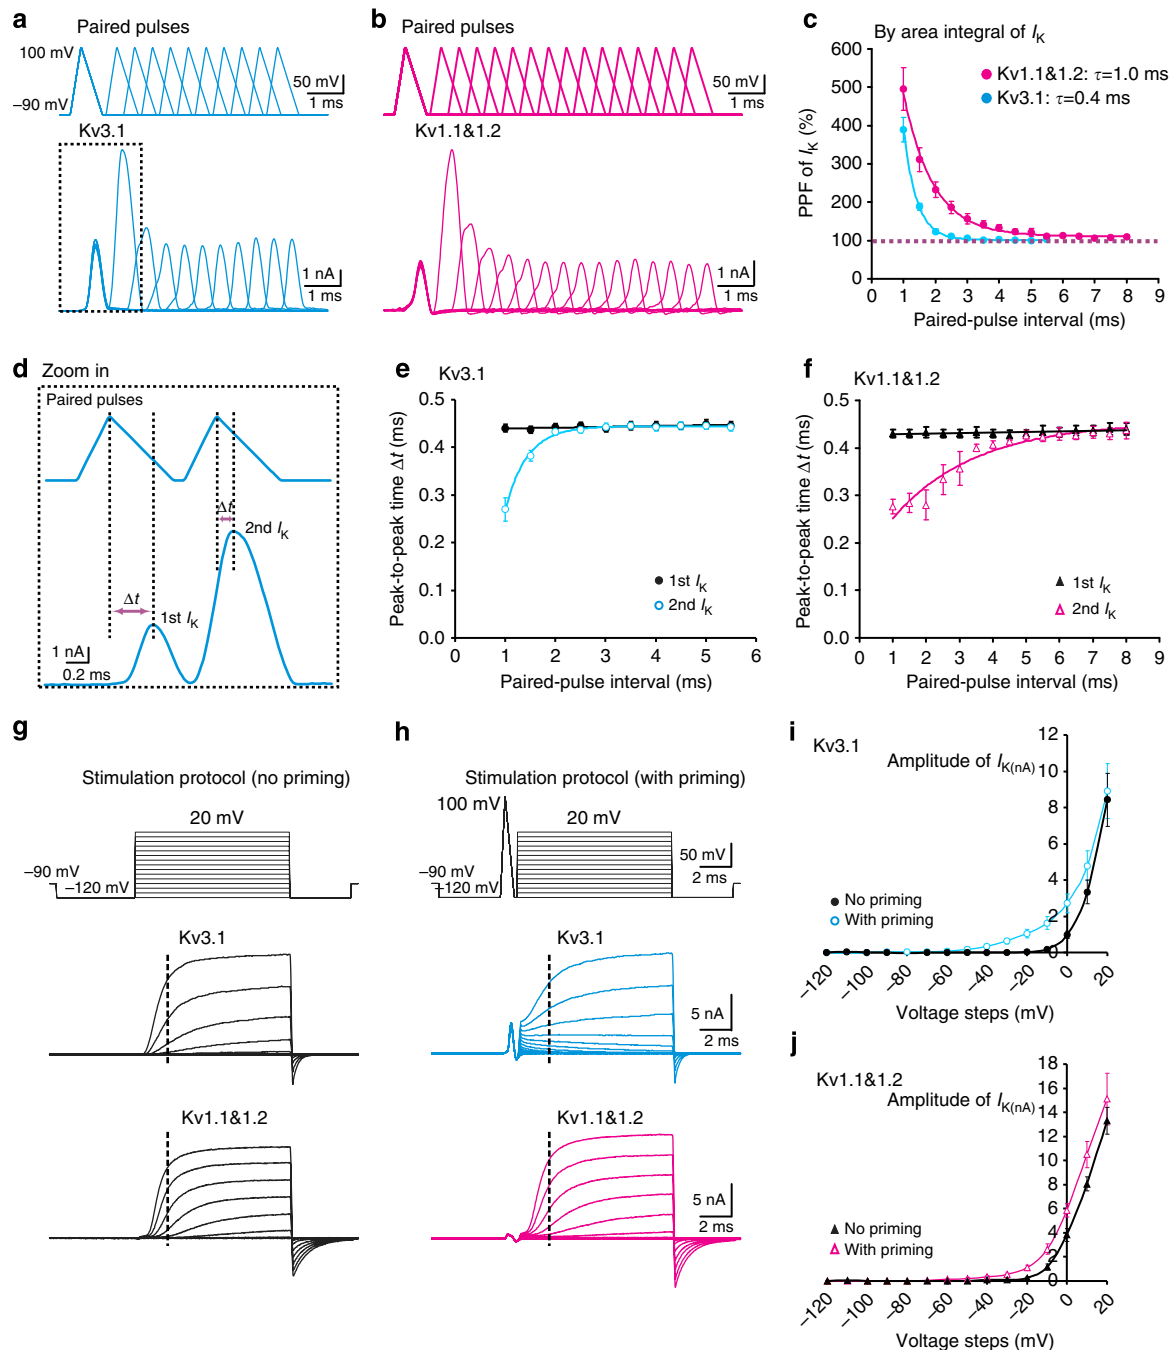 a
Paired pulses
100 mV
−90 mV
50 mV
1 ms
Kv3.1
1 nA
1 ms
b
Paired pulses
50 mV
1 ms
Kv1.1&1.2
1 nA
1 ms
c
By area integral of IK
PPF of IK (%)
600
500
400
300
200
100
0
Kv1.1&1.2: τ=1.0 ms
Kv3.1: τ=0.4 ms
0 1 2 3 4 5 6 7 8 9
Paired-pulse interval (ms)
d
Zoom in
Paired pulses
Δt
2nd IK
Δt
1st IK
1 nA
0.2 ms
e
Kv3.1
Peak-to-peak time Δt (ms)
0.5
0.4
0.3
0.2
0.1
0.0
1st IK
2nd IK
0 1 2 3 4 5 6
Paired-pulse interval (ms)
f
Kv1.1&1.2
Peak-to-peak time Δt (ms)
0.5
0.4
0.3
0.2
0.1
0.0
1st IK
2nd IK
0 1 2 3 4 5 6 7 8 9
Paired-pulse interval (ms)
g
Stimulation protocol (no priming)
20 mV
−90 mV
−120 mV
Kv3.1
Kv1.1&1.2
h
Stimulation protocol (with priming)
100 mV
20 mV
−90 mV
−120 mV
50 mV
2 ms
Kv3.1
5 nA
2 ms
Kv1.1&1.2
5 nA
2 ms
i
Kv3.1
Amplitude of IK(nA)
12
10
8
6
4
2
0
No priming
With priming
−120 −100 −80 −60 −40 −20 0 20
Voltage steps (mV)
j
Kv1.1&1.2
Amplitude of IK(nA)
18
16
14
12
10
8
6
4
2
0
No priming
With priming
−120 −100 −80 −60 −40 −20 0 20
Voltage steps (mV)